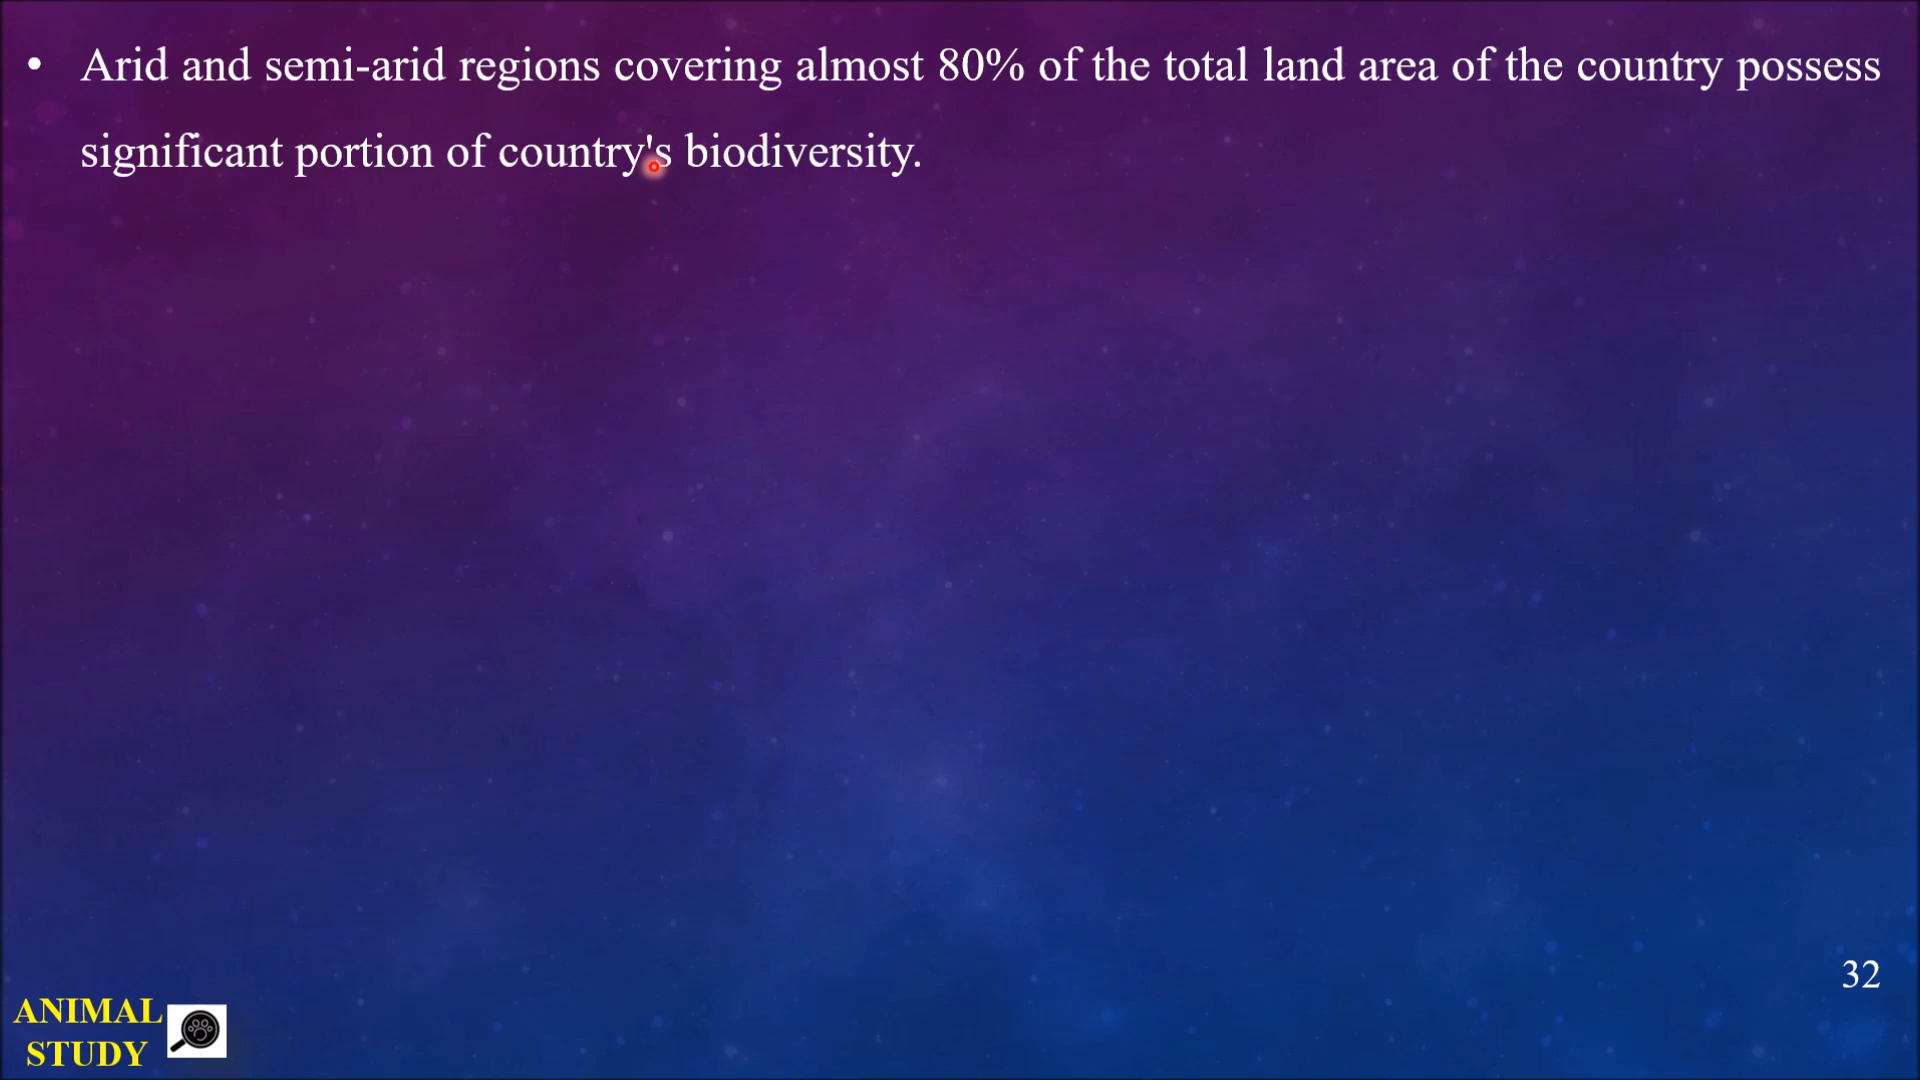 • Arid and semi-arid regions covering almost 80% of the total land area of the country possess
significant portion of country's biodiversity.
32
ANIMAL
STUDY